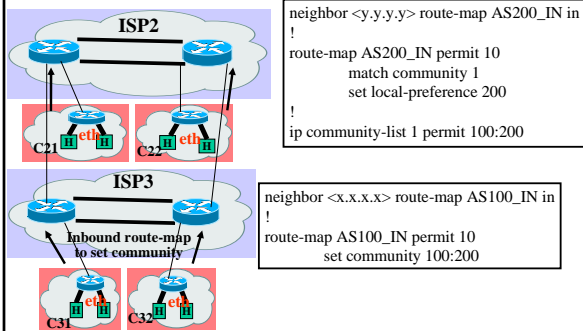 ISP2
H eth H
C21
H eth H
C22
ISP3
Inbound route-map
to set community
H eth H
C31
H eth H
C32
neighbor <y.y.y.y> route-map AS200_IN in
!
route-map AS200_IN permit 10
match community 1
set local-preference 200
!
ip community-list 1 permit 100:200
neighbor <x.x.x.x> route-map AS100_IN in
!
route-map AS100_IN permit 10
set community 100:200